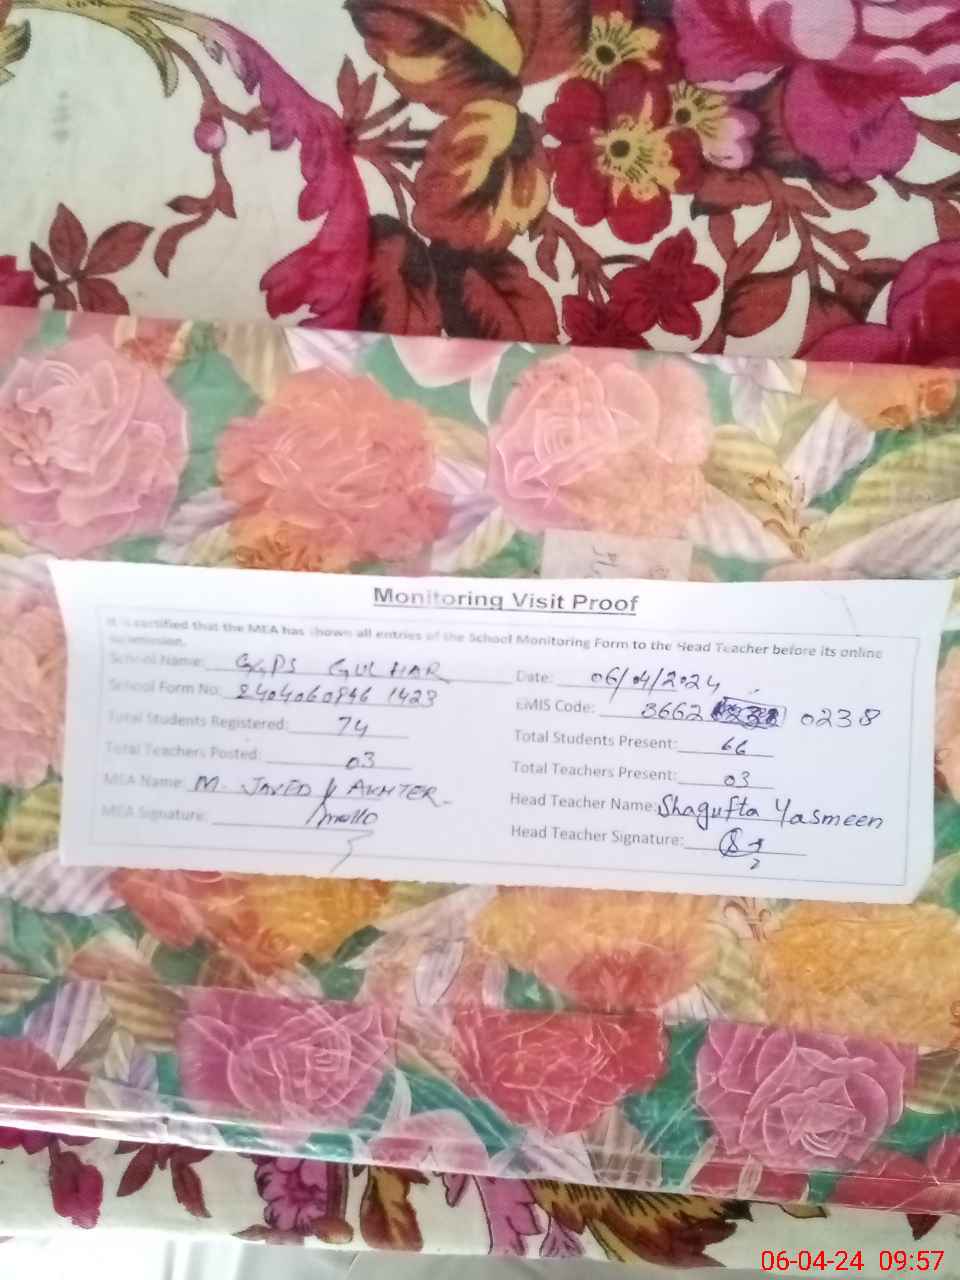 Monitoring Visit Proof
It is certified that the MEA has shown all entries of the School Monitoring Form to the Head Teacher before its online
submission.
School Name: GGPS GUL HAR Date: 06/04/2024
School Form No: 2404060846 1423 EMIS Code: 3662 0238
Total Students Registered: 74 Total Students Present: 66
Total Teachers Posted: 03 Total Teachers Present: 03
MEA Name: M. JAVED AKHTER Head Teacher Name: Shagufta Yasmeen
MEA Signature: Head Teacher Signature:
06-04-24 09:57